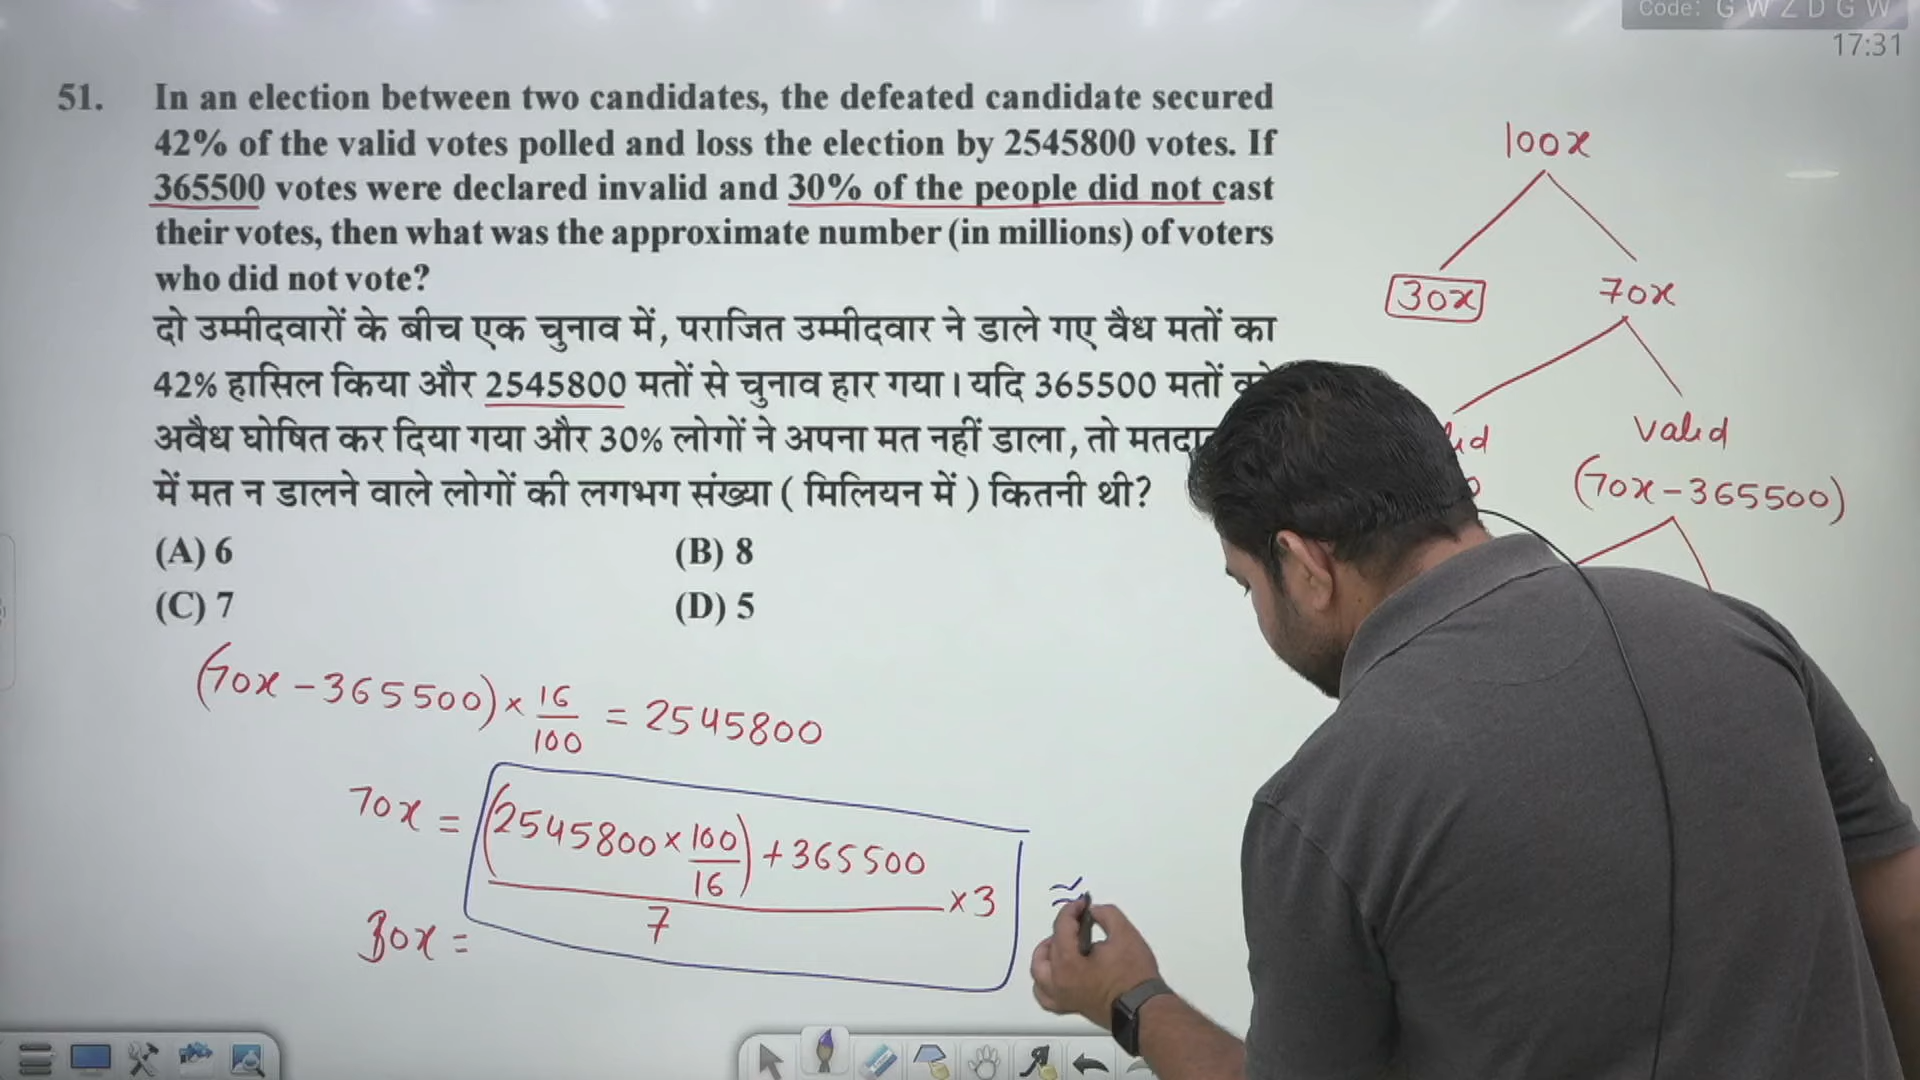 Code: G W Z D G W
17:31
51. In an election between two candidates, the defeated candidate secured
42% of the valid votes polled and loss the election by 2545800 votes. If
365500 votes were declared invalid and 30% of the people did not cast
their votes, then what was the approximate number (in millions) of voters
who did not vote?
दो उम्मीदवारों के बीच एक चुनाव में, पराजित उम्मीदवार ने डाले गए वैध मतों का
42% हासिल किया और 2545800 मतों से चुनाव हार गया। यदि 365500 मतों
अवैध घोषित कर दिया गया और 30% लोगों ने अपना मत नहीं डाला, तो
में मत न डालने वाले लोगों की लगभग संख्या ( मिलियन में ) कितनी थी?
(A) 6 (B) 8
(C) 7 (D) 5
100x
30x 70x
valid
(70x-365500)
(70x-365500) × 16/100 = 2545800
70x = (2545800×100/16)+365500
/7 ×3 ≈
30x =